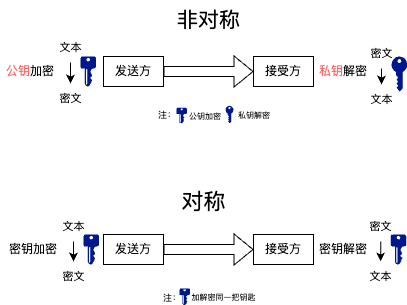 非对称
文本
密文
公钥加密
发送方
接受方
私钥解密
密文
文本
注： 公钥加密 私钥解密
对称
文本
密文
密钥加密
发送方
接受方
密钥解密
密文
文本
注： 加解密同一把钥匙